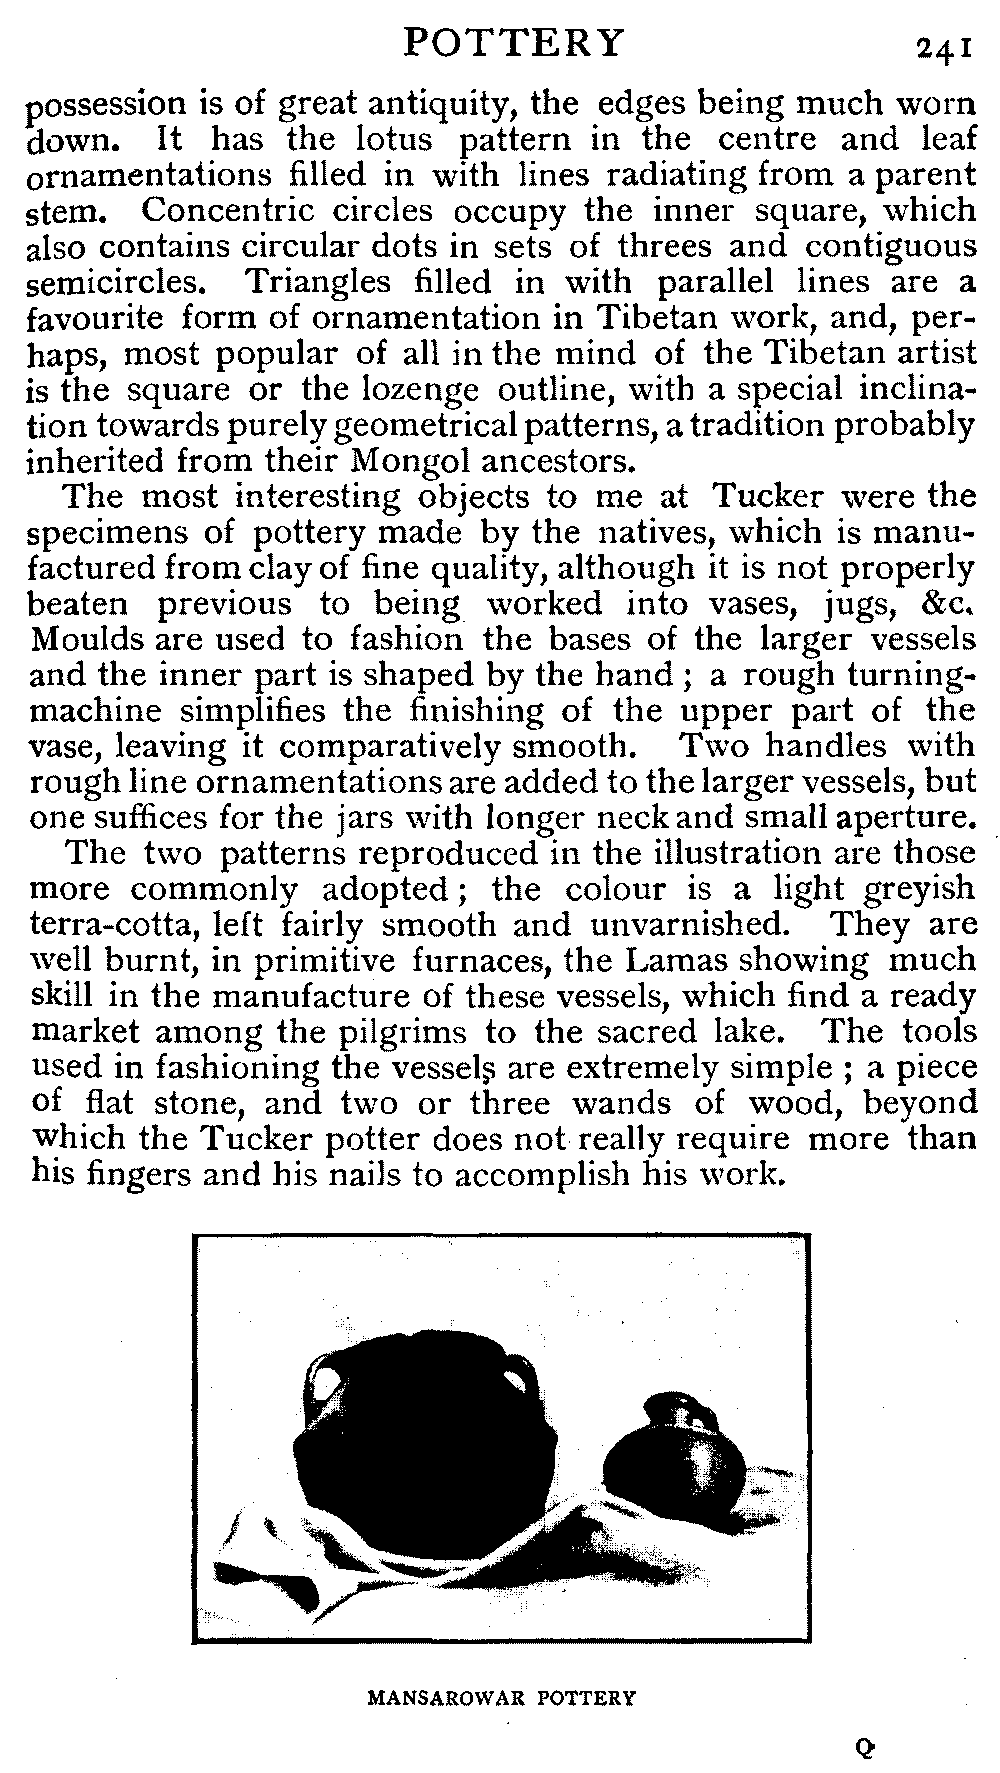 POTTERY 241
possession is of great antiquity, the edges being much worn
down. It has the lotus pattern in the centre and leaf
ornamentations filled in with lines radiating from a parent
stem. Concentric circles occupy the inner square, which
also contains circular dots in sets of threes and contiguous
semicircles. Triangles filled in with parallel lines are a
favourite form of ornamentation in Tibetan work, and, per-
haps, most popular of all in the mind of the Tibetan artist
is the square or the lozenge outline, with a special inclina-
tion towards purely geometrical patterns, a tradition probably
inherited from their Mongol ancestors.
The most interesting objects to me at Tucker were the
specimens of pottery made by the natives, which is manu-
factured from clay of fine quality, although it is not properly
beaten previous to being worked into vases, jugs, &c.
Moulds are used to fashion the bases of the larger vessels
and the inner part is shaped by the hand ; a rough turning-
machine simplifies the finishing of the upper part of the
vase, leaving it comparatively smooth. Two handles with
rough line ornamentations are added to the larger vessels, but
one suffices for the jars with longer neck and small aperture.
The two patterns reproduced in the illustration are those
more commonly adopted ; the colour is a light greyish
terra-cotta, left fairly smooth and unvarnished. They are
well burnt, in primitive furnaces, the Lamas showing much
skill in the manufacture of these vessels, which find a ready
market among the pilgrims to the sacred lake. The tools
used in fashioning the vessels are extremely simple ; a piece
of flat stone, and two or three wands of wood, beyond
which the Tucker potter does not really require more than
his fingers and his nails to accomplish his work.
MANSAROWAR POTTERY
Q